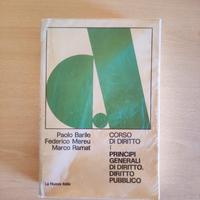 Paolo Barile
Federico Mereu
Marco Ramat
CORSO
DI DIRITTO
I
PRINCIPI
GENERALI
DI DIRITTO.
DIRITTO
PUBBLICO
La Nuova Italia